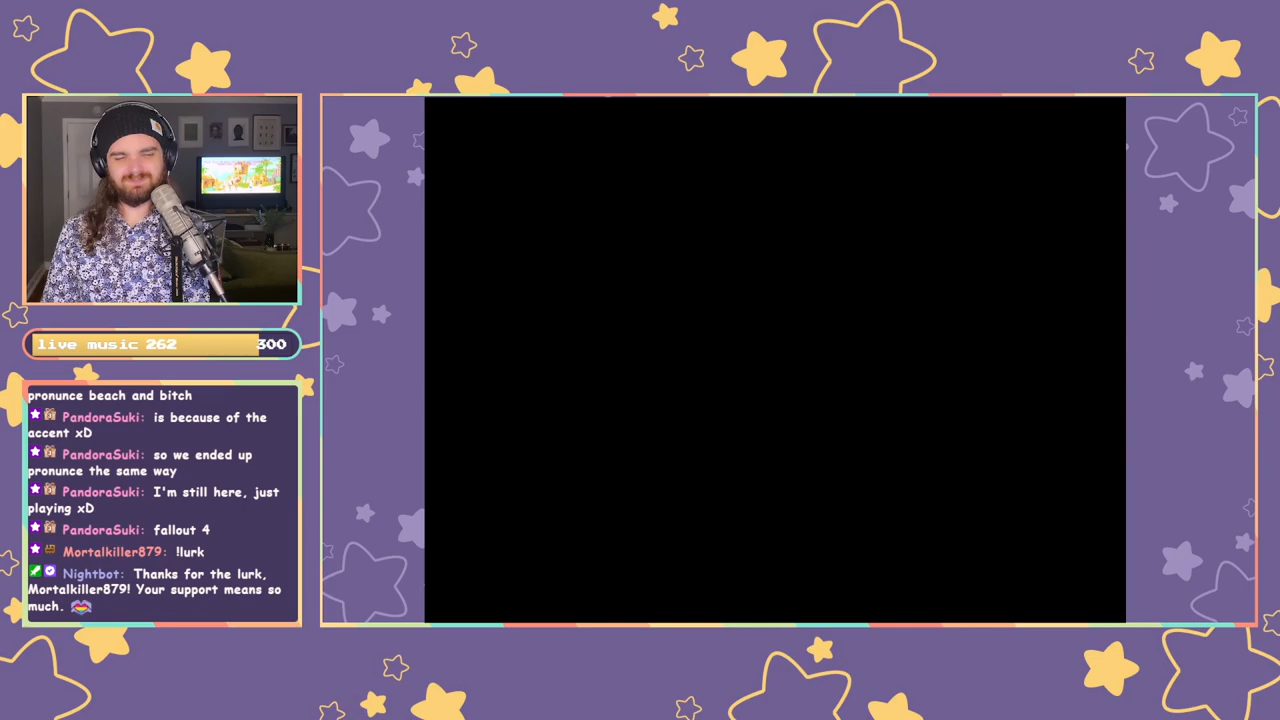 live music 262 300
pronunce beach and bitch
PandoraSuki: is because of the
accent xD
PandoraSuki: so we ended up
pronunce the same way
PandoraSuki: I'm still here, just
playing xD
PandoraSuki: fallout 4
Mortalkiller879: !lurk
Nightbot: Thanks for the lurk,
Mortalkiller879! Your support means so
much.